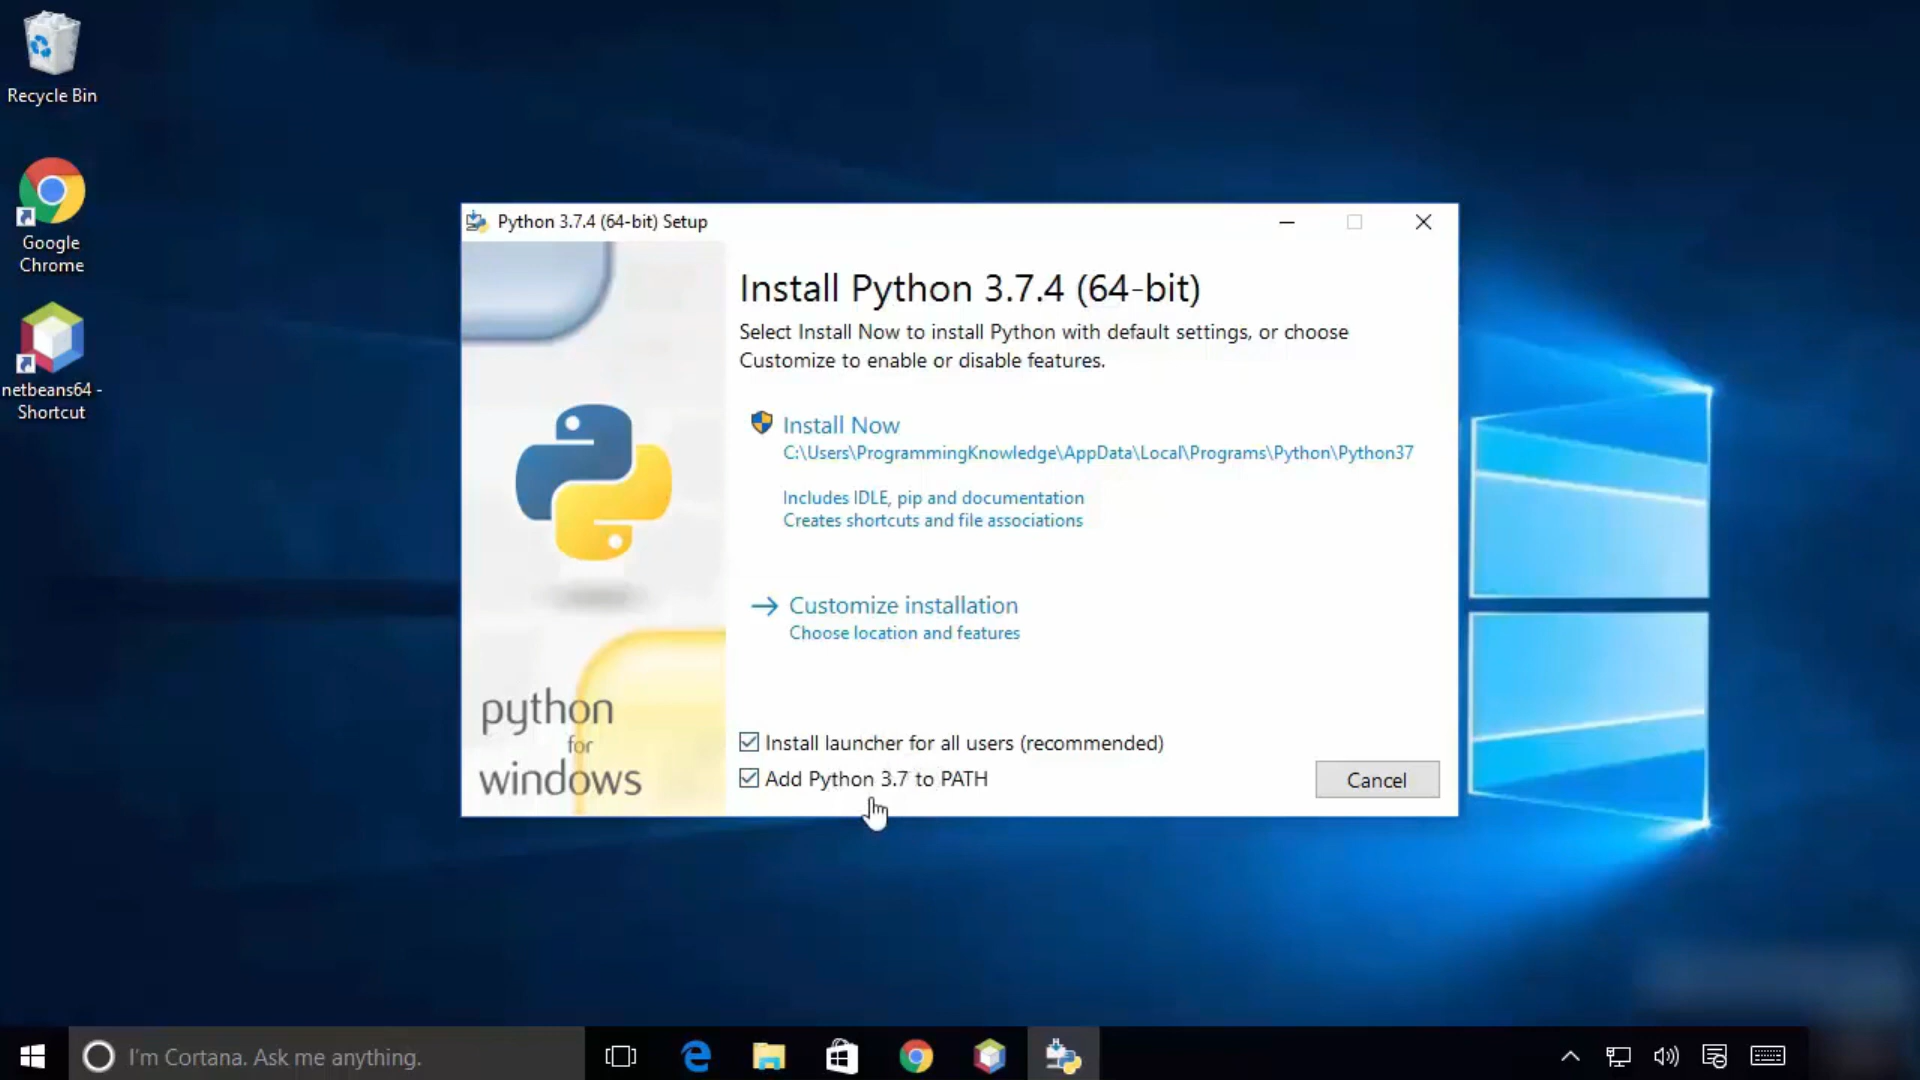 Recycle Bin
Google
Chrome
netbeans64 -
Shortcut
Python 3.7.4 (64-bit) Setup
Install Python 3.7.4 (64-bit)
Select Install Now to install Python with default settings, or choose
Customize to enable or disable features.
Install Now
C:\Users\ProgrammingKnowledge\AppData\Local\Programs\Python\Python37
Includes IDLE, pip and documentation
Creates shortcuts and file associations
Customize installation
Choose location and features
python
for
windows
Install launcher for all users (recommended)
Add Python 3.7 to PATH
Cancel
I'm Cortana. Ask me anything.